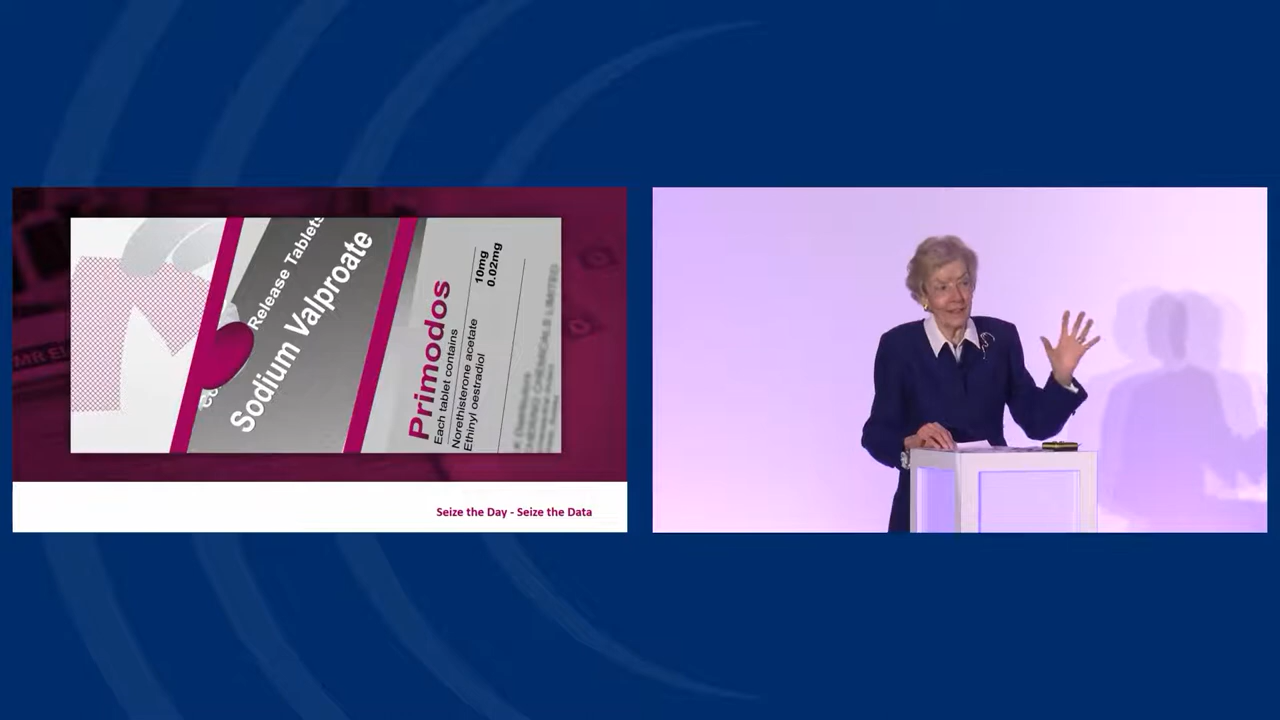 Release Tablets
Sodium Valproate
Primodos
Each tablet contains
Norethisterone acetate 10mg
Ethinyl oestradiol 0.02mg
LIMITED
Seize the Day - Seize the Data